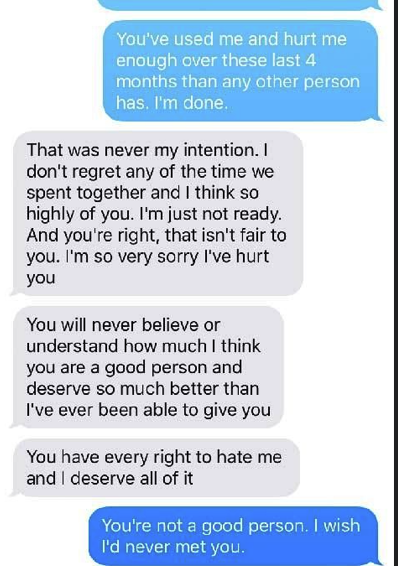 You've used me and hurt me
enough over these last 4
months than any other person
has. I'm done.
That was never my intention. I
don't regret any of the time we
spent together and I think so
highly of you. I'm just not ready.
And you're right, that isn't fair to
you. I'm so very sorry I've hurt
you
You will never believe or
understand how much I think
you are a good person and
deserve so much better than
I've ever been able to give you
You have every right to hate me
and I deserve all of it
You're not a good person. I wish
I'd never met you.